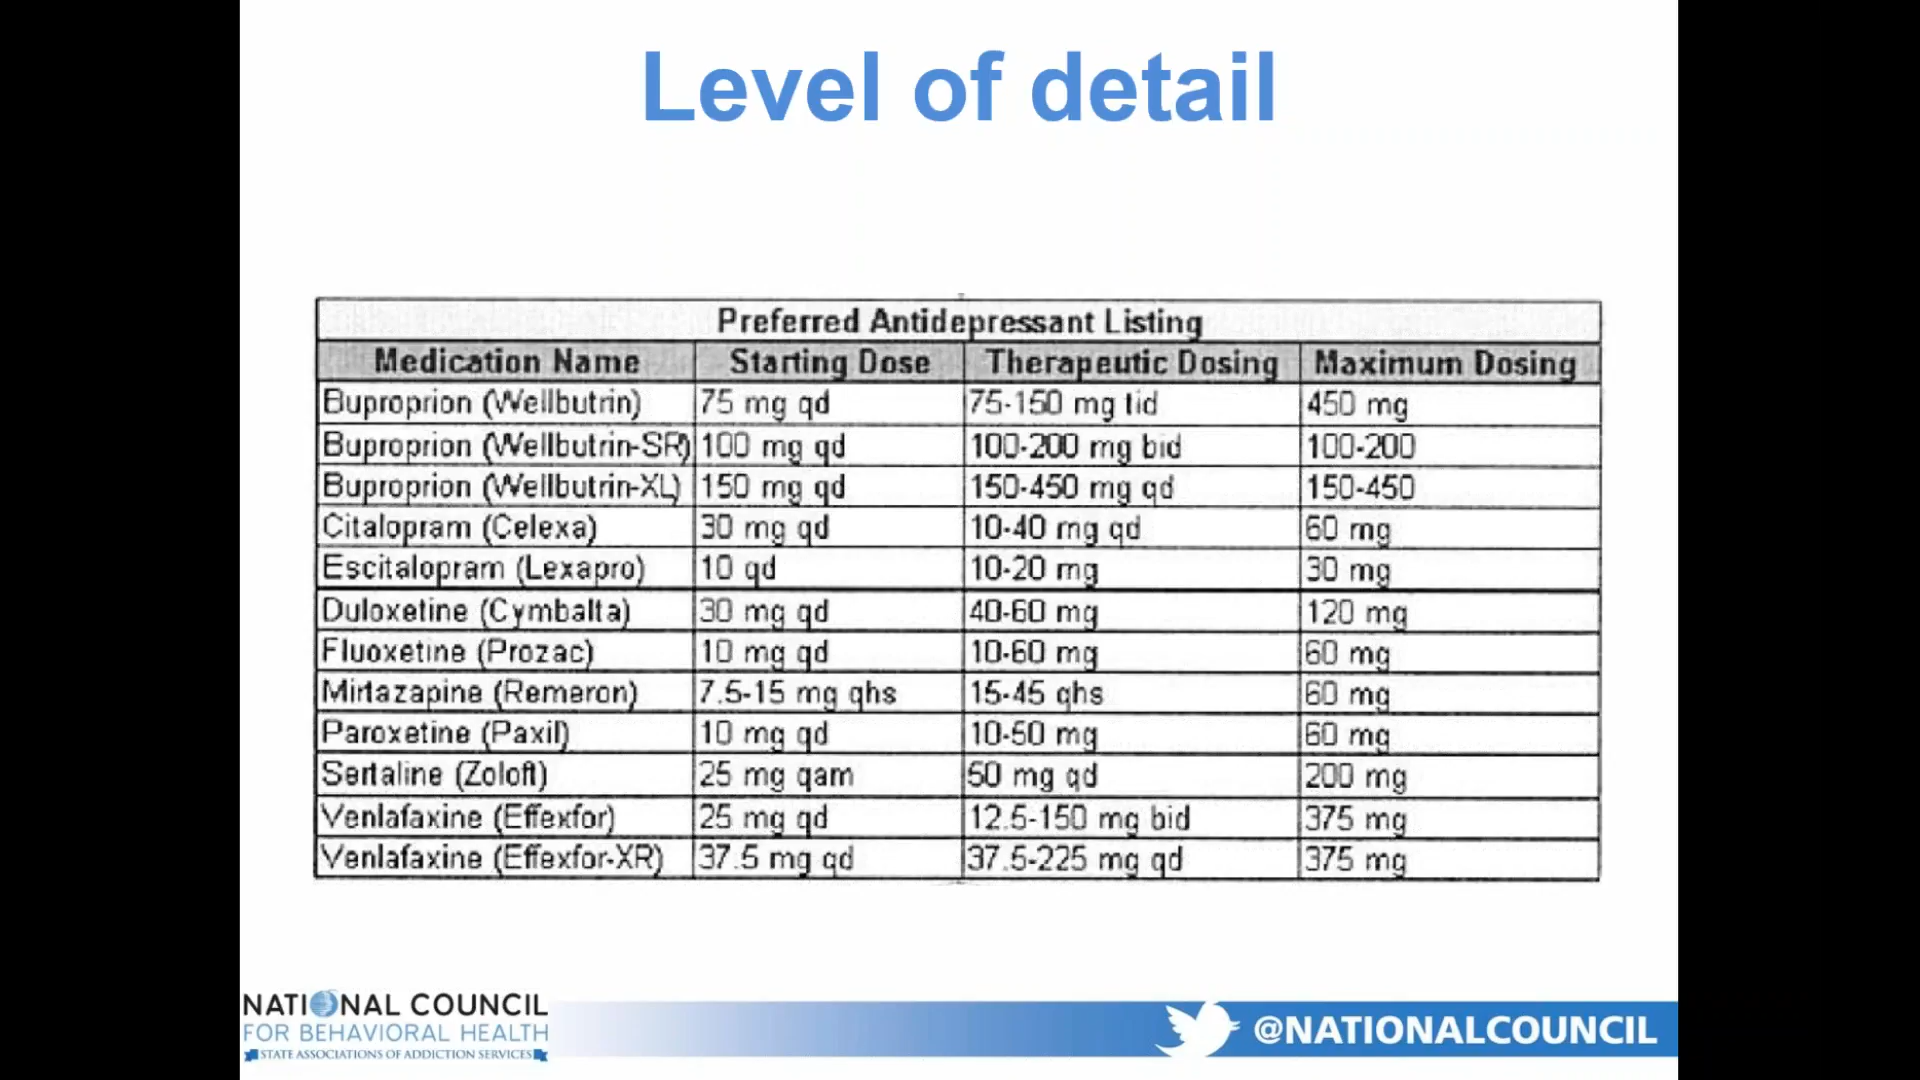 Level of detail
Preferred Antidepressant Listing
Medication Name Starting Dose Therapeutic Dosing Maximum Dosing
Buproprion (Wellbutrin) 75 mg qd 75-150 mg tid 450 mg
Buproprion (Wellbutrin-SR) 100 mg qd 100-200 mg bid 100-200
Buproprion (Wellbutrin-XL) 150 mg qd 150-450 mg qd 150-450
Citalopram (Celexa) 30 mg qd 10-40 mg qd 60 mg
Escitalopram (Lexapro) 10 qd 10-20 mg 30 mg
Duloxetine (Cymbalta) 30 mg qd 40-60 mg 120 mg
Fluoxetine (Prozac) 10 mg qd 10-60 mg 60 mg
Mirtazapine (Remeron) 7.5-15 mg qhs 15-45 qhs 60 mg
Paroxetine (Paxil) 10 mg qd 10-50 mg 60 mg
Sertaline (Zoloft) 25 mg qam 50 mg qd 200 mg
Venlafaxine (Effexfor) 25 mg qd 12.5-150 mg bid 375 mg
Venlafaxine (Effexfor-XR) 37.5 mg qd 37.5-225 mg qd 375 mg
NATIONAL COUNCIL
FOR BEHAVIORAL HEALTH
STATE ASSOCIATIONS OF ADDICTION SERVICES
@NATIONALCOUNCIL